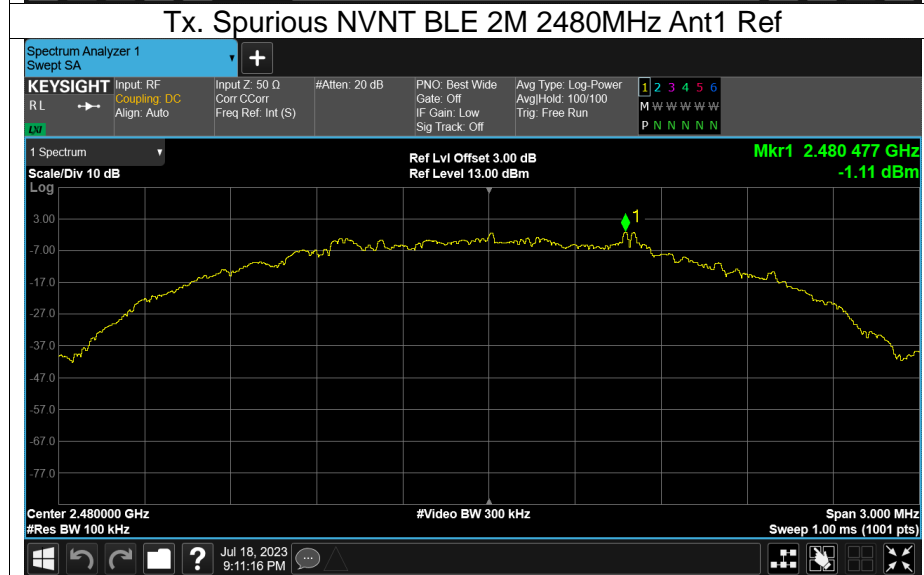 Tx. Spurious NVNT BLE 2M 2480MHz Ant1 Ref
Spectrum Analyzer 1
Swept SA
KEYSIGHT
R L
LXI
Input: RF
Coupling: DC
Align: Auto
Input Z: 50 Ω
Corr CCorr
Freq Ref: Int (S)
#Atten: 20 dB
PNO: Best Wide
Gate: Off
IF Gain: Low
Sig Track: Off
Avg Type: Log-Power
Avg|Hold: 100/100
Trig: Free Run
1 2 3 4 5 6
M W W W W W
P N N N N N
1 Spectrum
Scale/Div 10 dB
Ref Lvl Offset 3.00 dB
Ref Level 13.00 dBm
Mkr1 2.480 477 GHz
-1.11 dBm
Log
1
3.00
-7.00
-17.0
-27.0
-37.0
-47.0
-57.0
-67.0
-77.0
Center 2.480000 GHz
#Res BW 100 kHz
#Video BW 300 kHz
Span 3.000 MHz
Sweep 1.00 ms (1001 pts)
Jul 18, 2023
9:11:16 PM